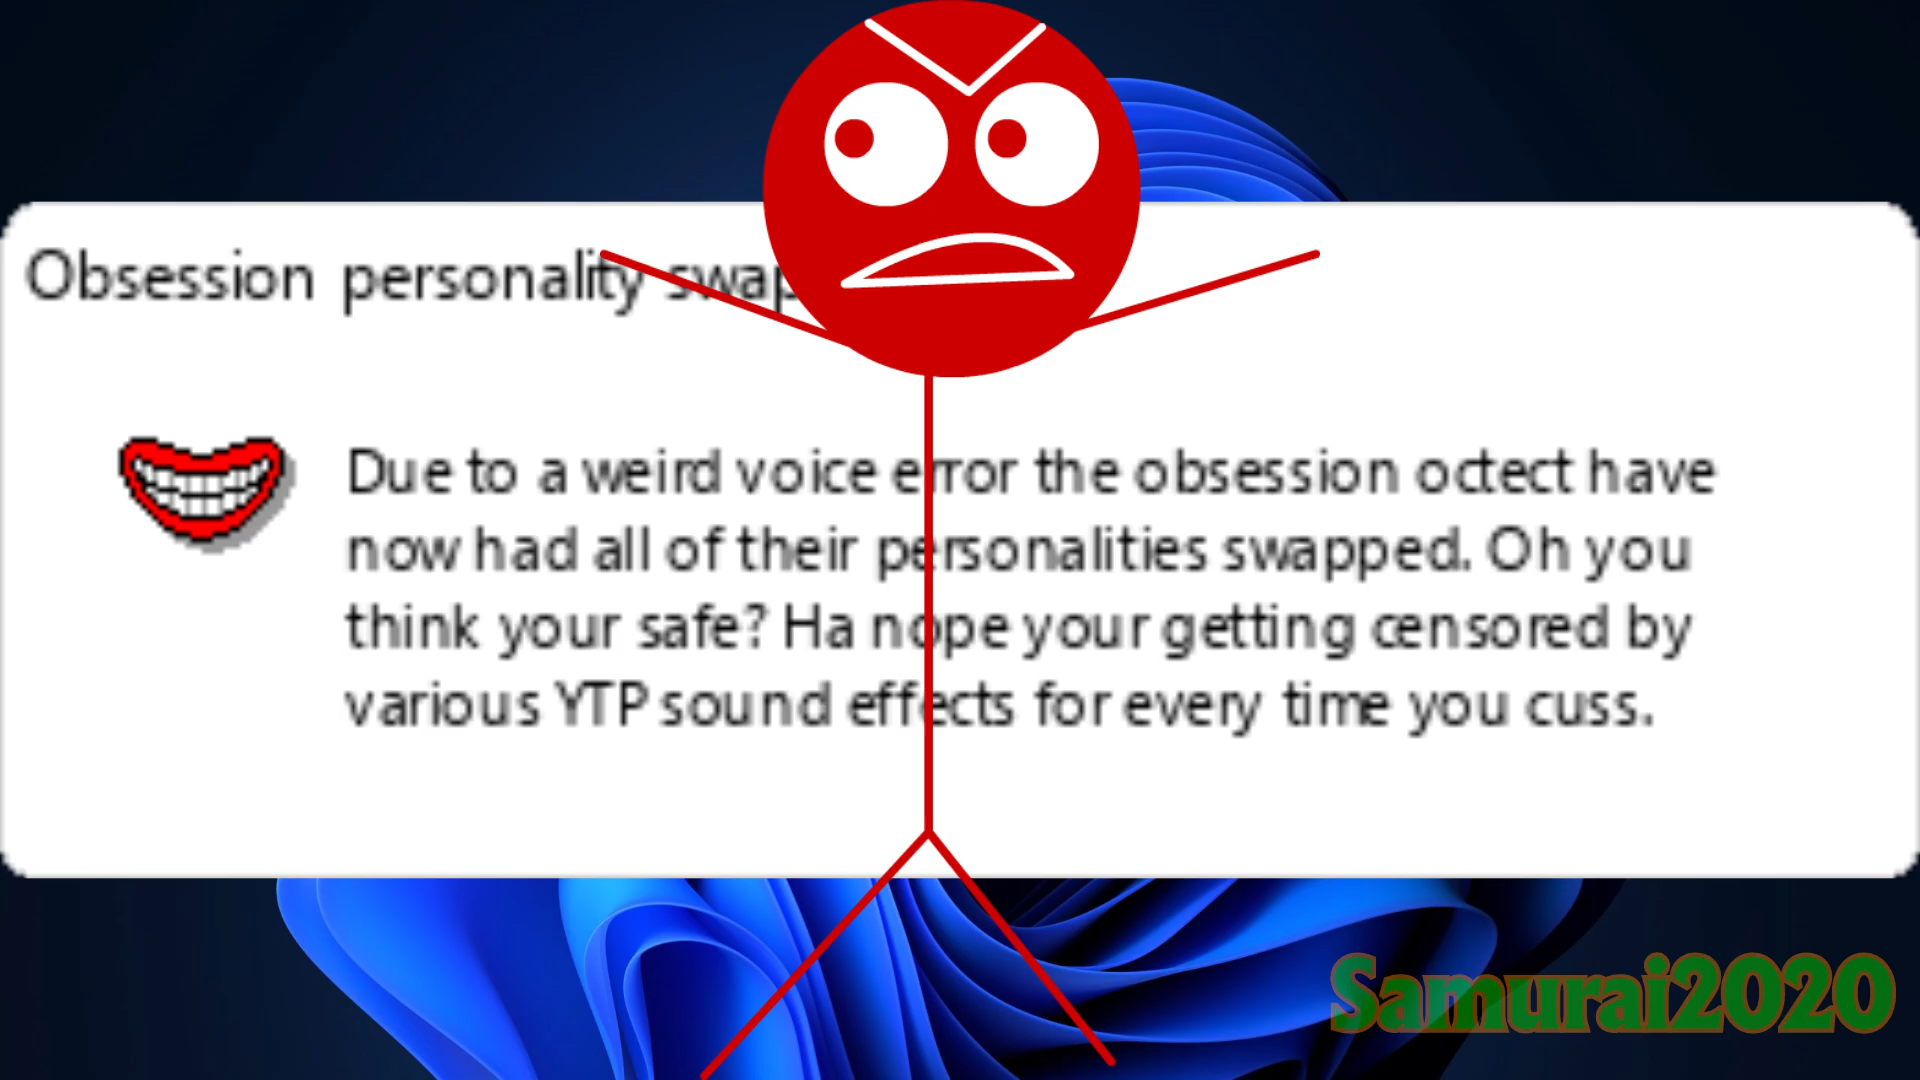 Obsession personality swap
Due to a weird voice error the obsession octect have
now had all of their personalities swapped. Oh you
think your safe? Ha nope your getting censored by
various YTP sound effects for every time you cuss.
Samurai2020